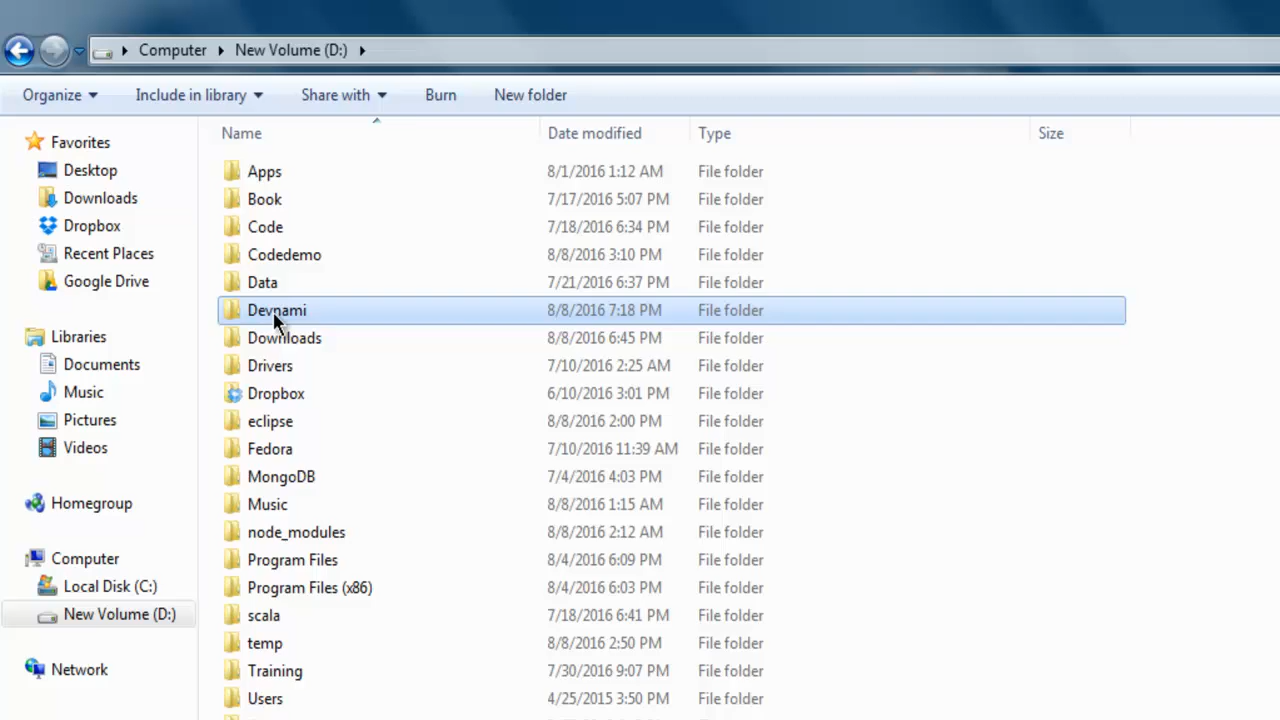 Computer New Volume (D:)
Organize Include in library Share with Burn New folder
Name Date modified Type Size
Favorites
Desktop
Downloads
Dropbox
Recent Places
Google Drive
Libraries
Documents
Music
Pictures
Videos
Homegroup
Computer
Local Disk (C:)
New Volume (D:)
Network
Apps 8/1/2016 1:12 AM File folder
Book 7/17/2016 5:07 PM File folder
Code 7/18/2016 6:34 PM File folder
Codedemo 8/8/2016 3:10 PM File folder
Data 7/21/2016 6:37 PM File folder
Devnami 8/8/2016 7:18 PM File folder
Downloads 8/8/2016 6:45 PM File folder
Drivers 7/10/2016 2:25 AM File folder
Dropbox 6/10/2016 3:01 PM File folder
eclipse 8/8/2016 2:00 PM File folder
Fedora 7/10/2016 11:39 AM File folder
MongoDB 7/4/2016 4:03 PM File folder
Music 8/8/2016 1:15 AM File folder
node_modules 8/8/2016 2:12 AM File folder
Program Files 8/4/2016 6:09 PM File folder
Program Files (x86) 8/4/2016 6:03 PM File folder
scala 7/18/2016 6:41 PM File folder
temp 8/8/2016 2:50 PM File folder
Training 7/30/2016 9:07 PM File folder
Users 4/25/2015 3:50 PM File folder